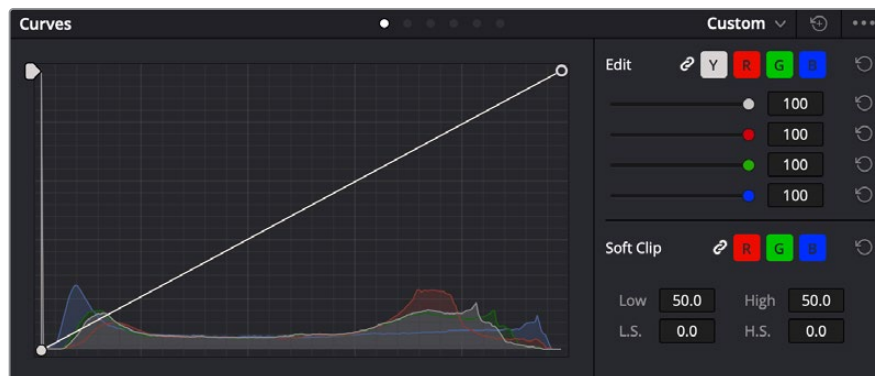 Curves
Custom
Edit Y R G B
100
100
100
100
Soft Clip R G B
Low 50.0 High 50.0
L.S. 0.0 H.S. 0.0